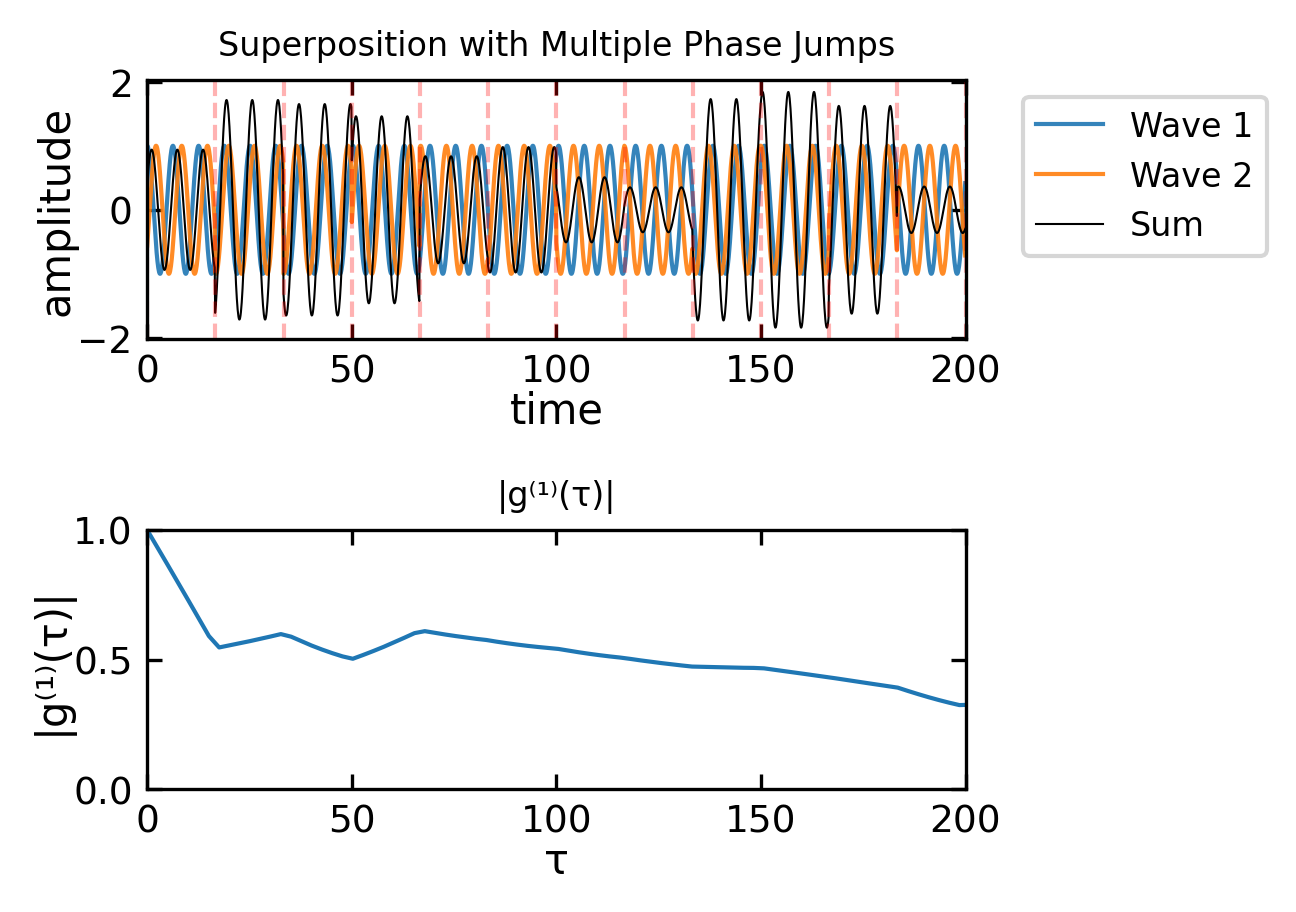 Superposition with Multiple Phase Jumps
2
0
−2
amplitude
0 50 100 150 200
time
Wave 1
Wave 2
Sum
|g⁽¹⁾(τ)|
1.0
0.5
0.0
|g⁽¹⁾(τ)|
0 50 100 150 200
τ